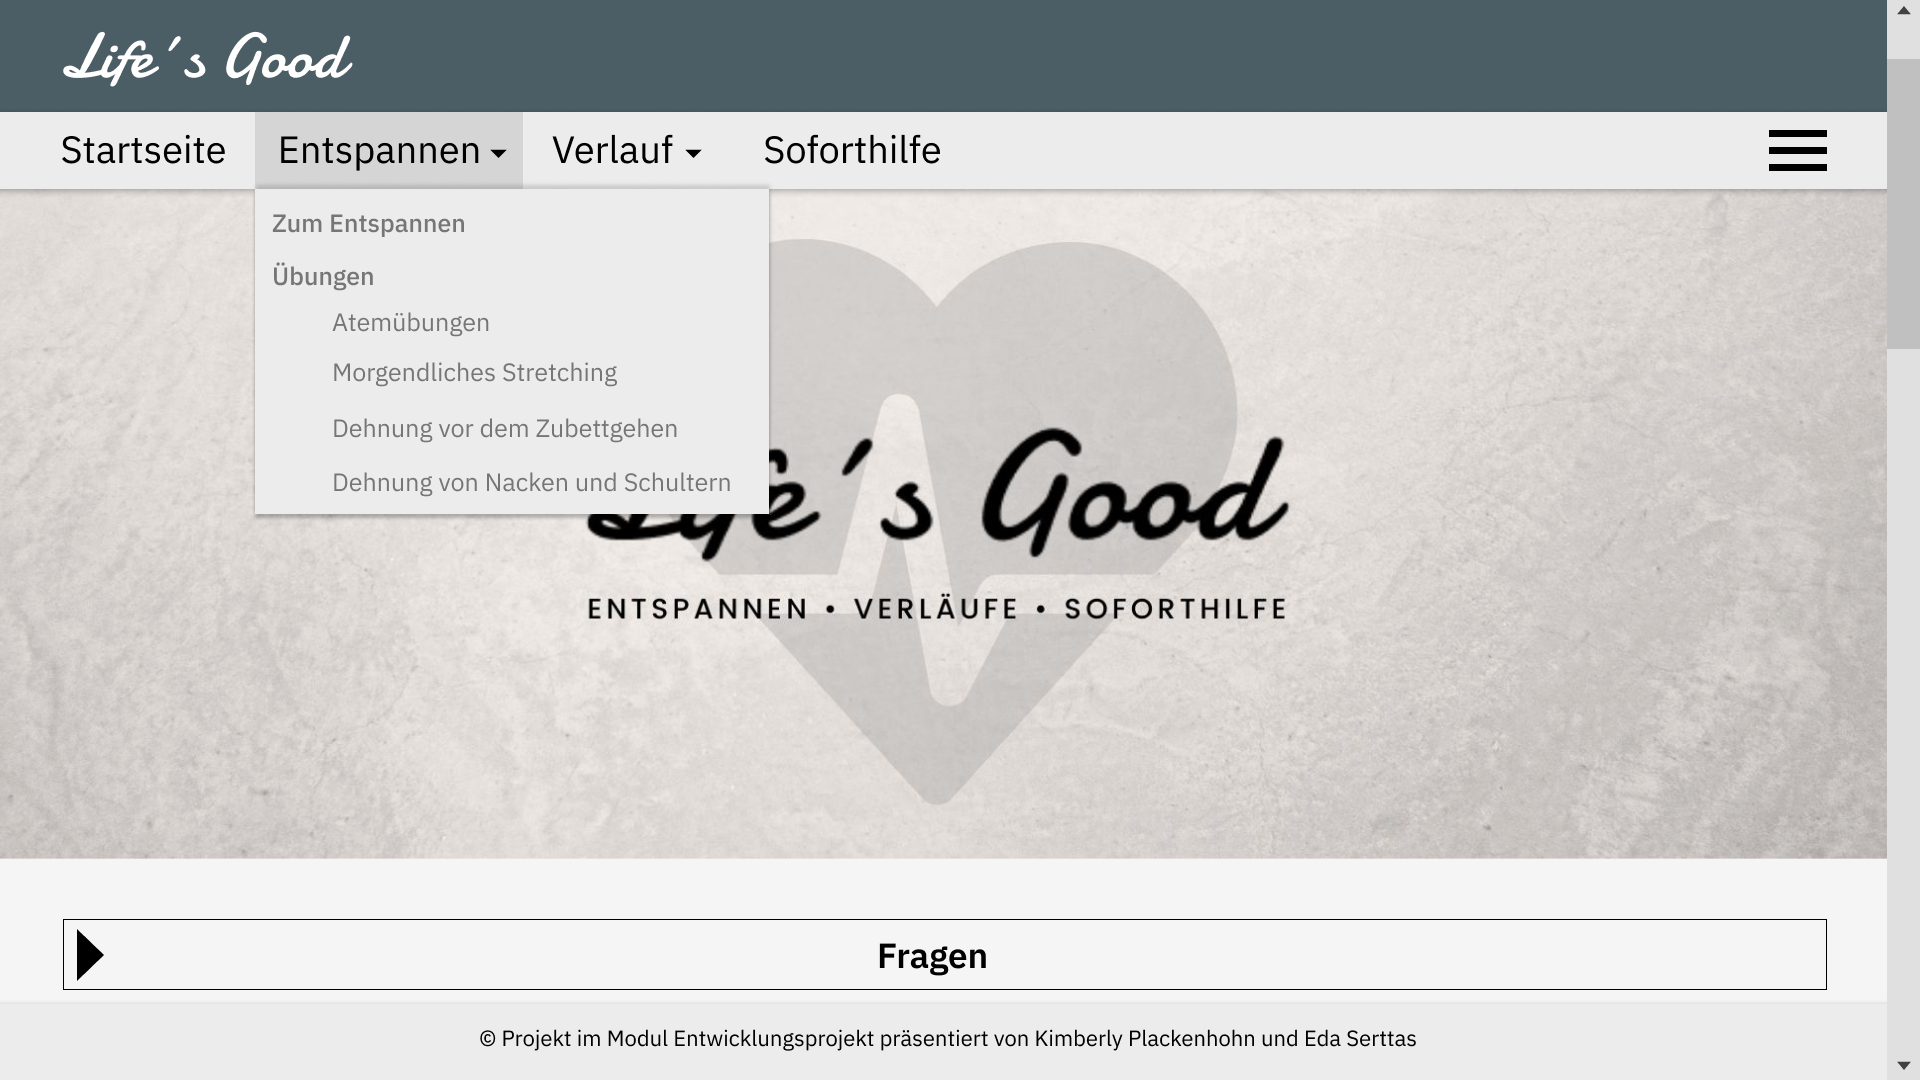 Life´s Good
Startseite Entspannen Verlauf Soforthilfe
Zum Entspannen
Übungen
Atemübungen
Morgendliches Stretching
Dehnung vor dem Zubettgehen
Dehnung von Nacken und Schultern
Life´s Good
ENTSPANNEN • VERLÄUFE • SOFORTHILFE
Fragen
© Projekt im Modul Entwicklungsprojekt präsentiert von Kimberly Plackenhohn und Eda Serttas